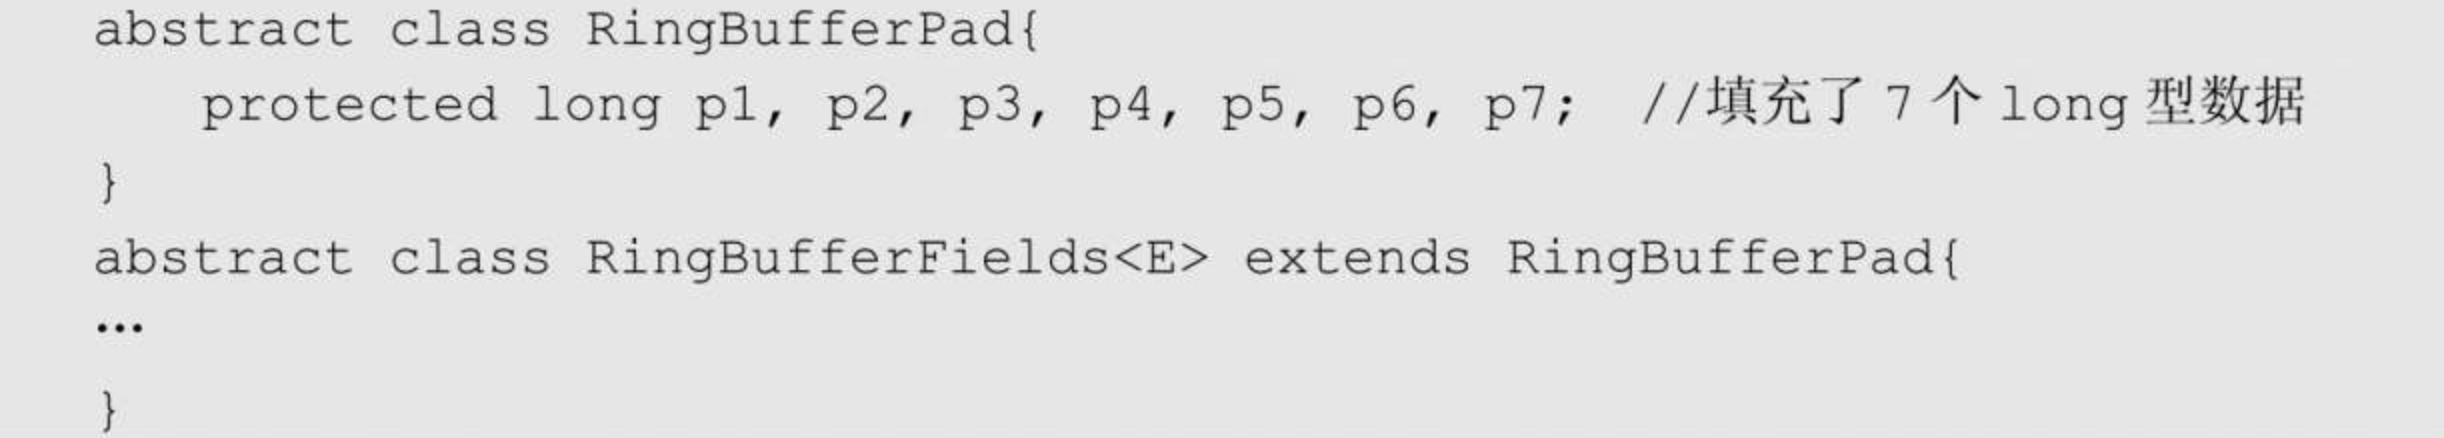 abstract class RingBufferPad{
protected long p1, p2, p3, p4, p5, p6, p7; //填充了 7 个 long 型数据
}
abstract class RingBufferFields<E> extends RingBufferPad{
…
}